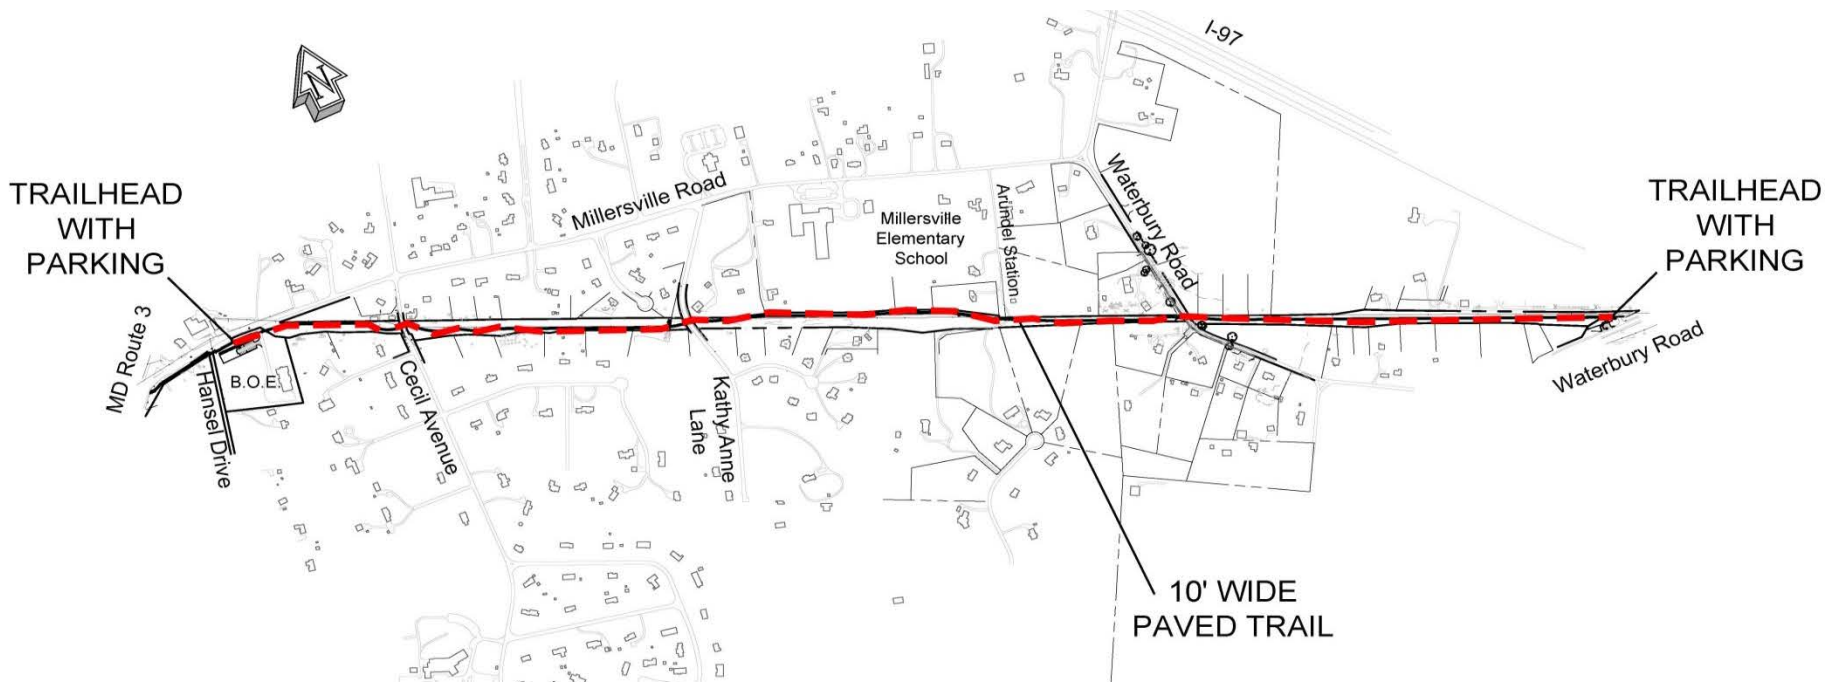 I-97
N
TRAILHEAD
WITH
PARKING
Millersville Road
Millersville
Elementary
School
Arundel Station
Waterbury Road
TRAILHEAD
WITH
PARKING
MD Route 3
B.O.E.
Hansel Drive
Cecil Avenue
Kathy Anne
Lane
Waterbury Road
10' WIDE
PAVED TRAIL